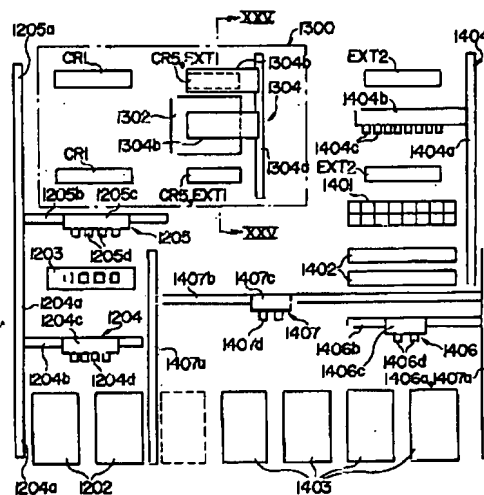 1205a
XXV
1300
1404
CR1
CR5,EXT1
1304b
EXT2
1404b
1304
1302
1304b
1404c
1404a
1304a
EXT2
CR1
CR5,EXT1
1401
1205b
1205c
XXV
1205d
1205
1203
1402
1407b
1407c
1204a
1204c
1204
1407d
1407
1406b
1406d
1406
1406c
1204b
1204d
1407a
1406a
1407a
1204a
1202
1403